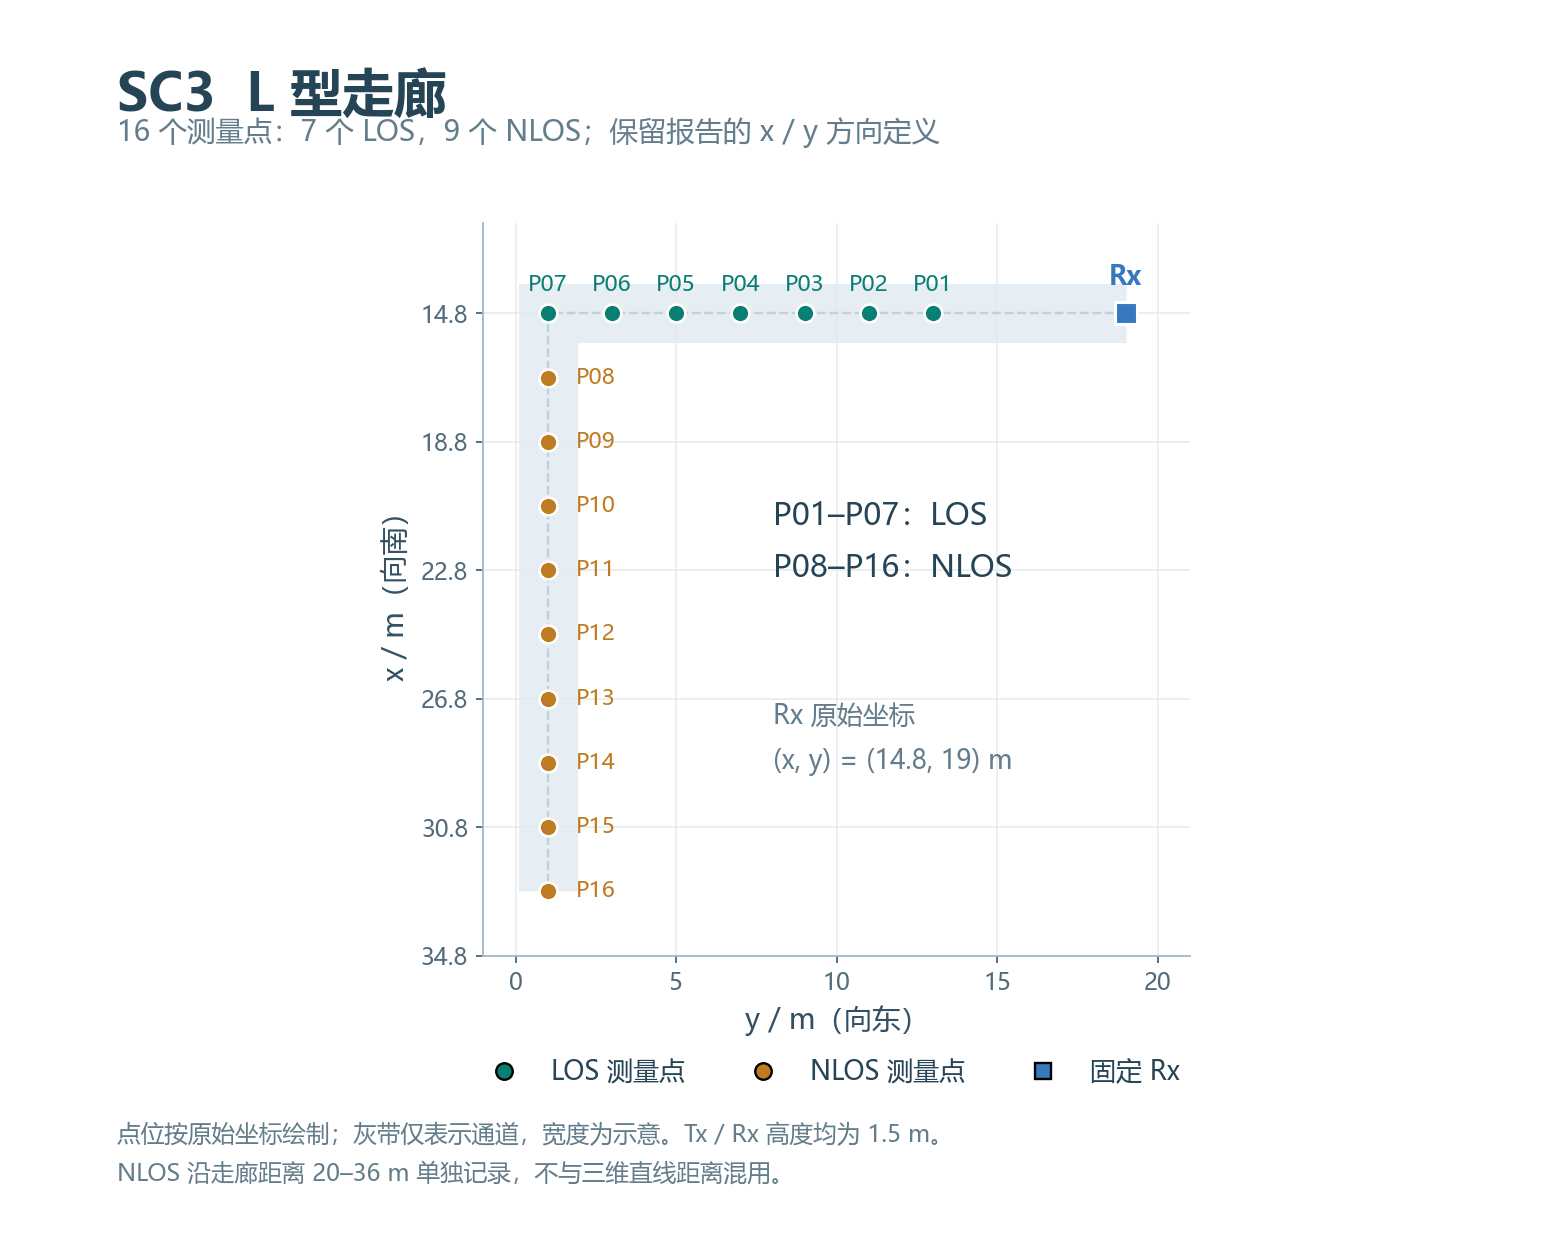 SC3 L 型走廊
16 个测量点：7 个 LOS，9 个 NLOS；保留报告的 x / y 方向定义
P07 P06 P05 P04 P03 P02 P01 Rx
14.8
P08
18.8 P09
P10
P01–P07：LOS
22.8 P11 P08–P16：NLOS
P12
26.8 P13
Rx 原始坐标
P14 (x, y) = (14.8, 19) m
30.8 P15
P16
34.8
x / m（向南）
0 5 10 15 20
y / m（向东）
LOS 测量点 NLOS 测量点 固定 Rx
点位按原始坐标绘制；灰带仅表示通道，宽度为示意。Tx / Rx 高度均为 1.5 m。
NLOS 沿走廊距离 20–36 m 单独记录，不与三维直线距离混用。